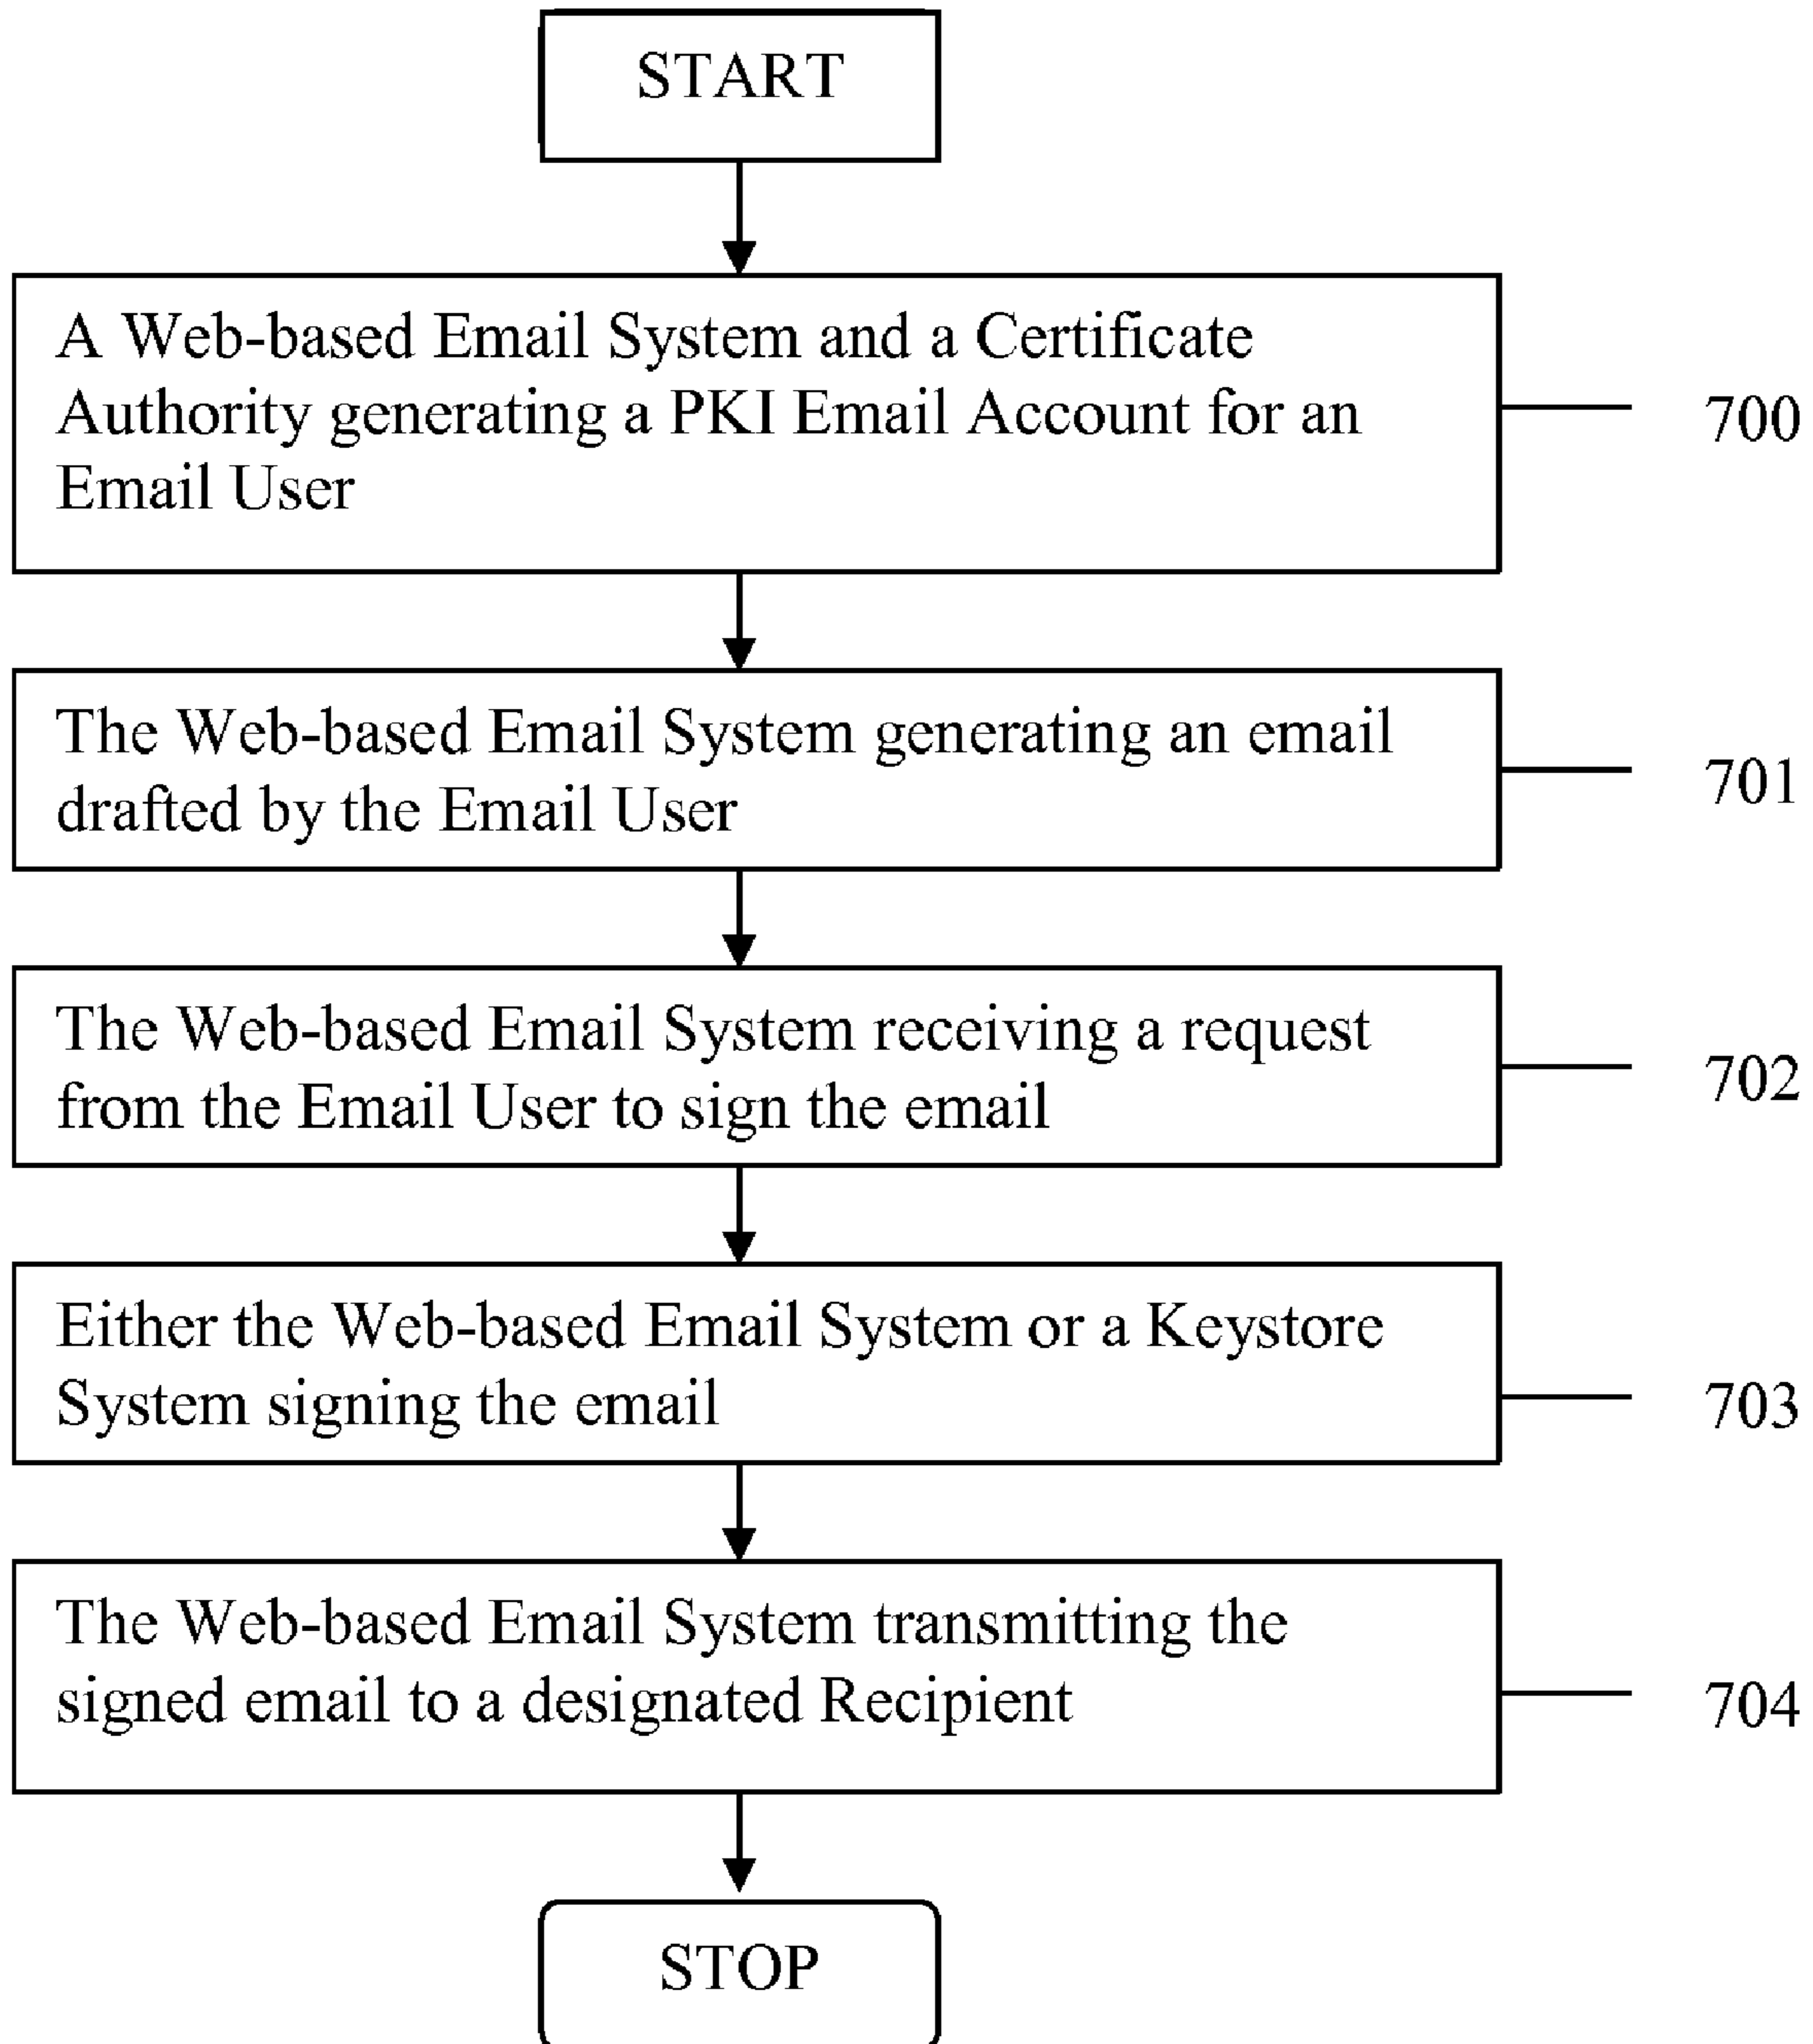 START
A Web-based Email System and a Certificate
Authority generating a PKI Email Account for an
Email User
700
The Web-based Email System generating an email
drafted by the Email User
701
The Web-based Email System receiving a request
from the Email User to sign the email
702
Either the Web-based Email System or a Keystore
System signing the email
703
The Web-based Email System transmitting the
signed email to a designated Recipient
704
STOP